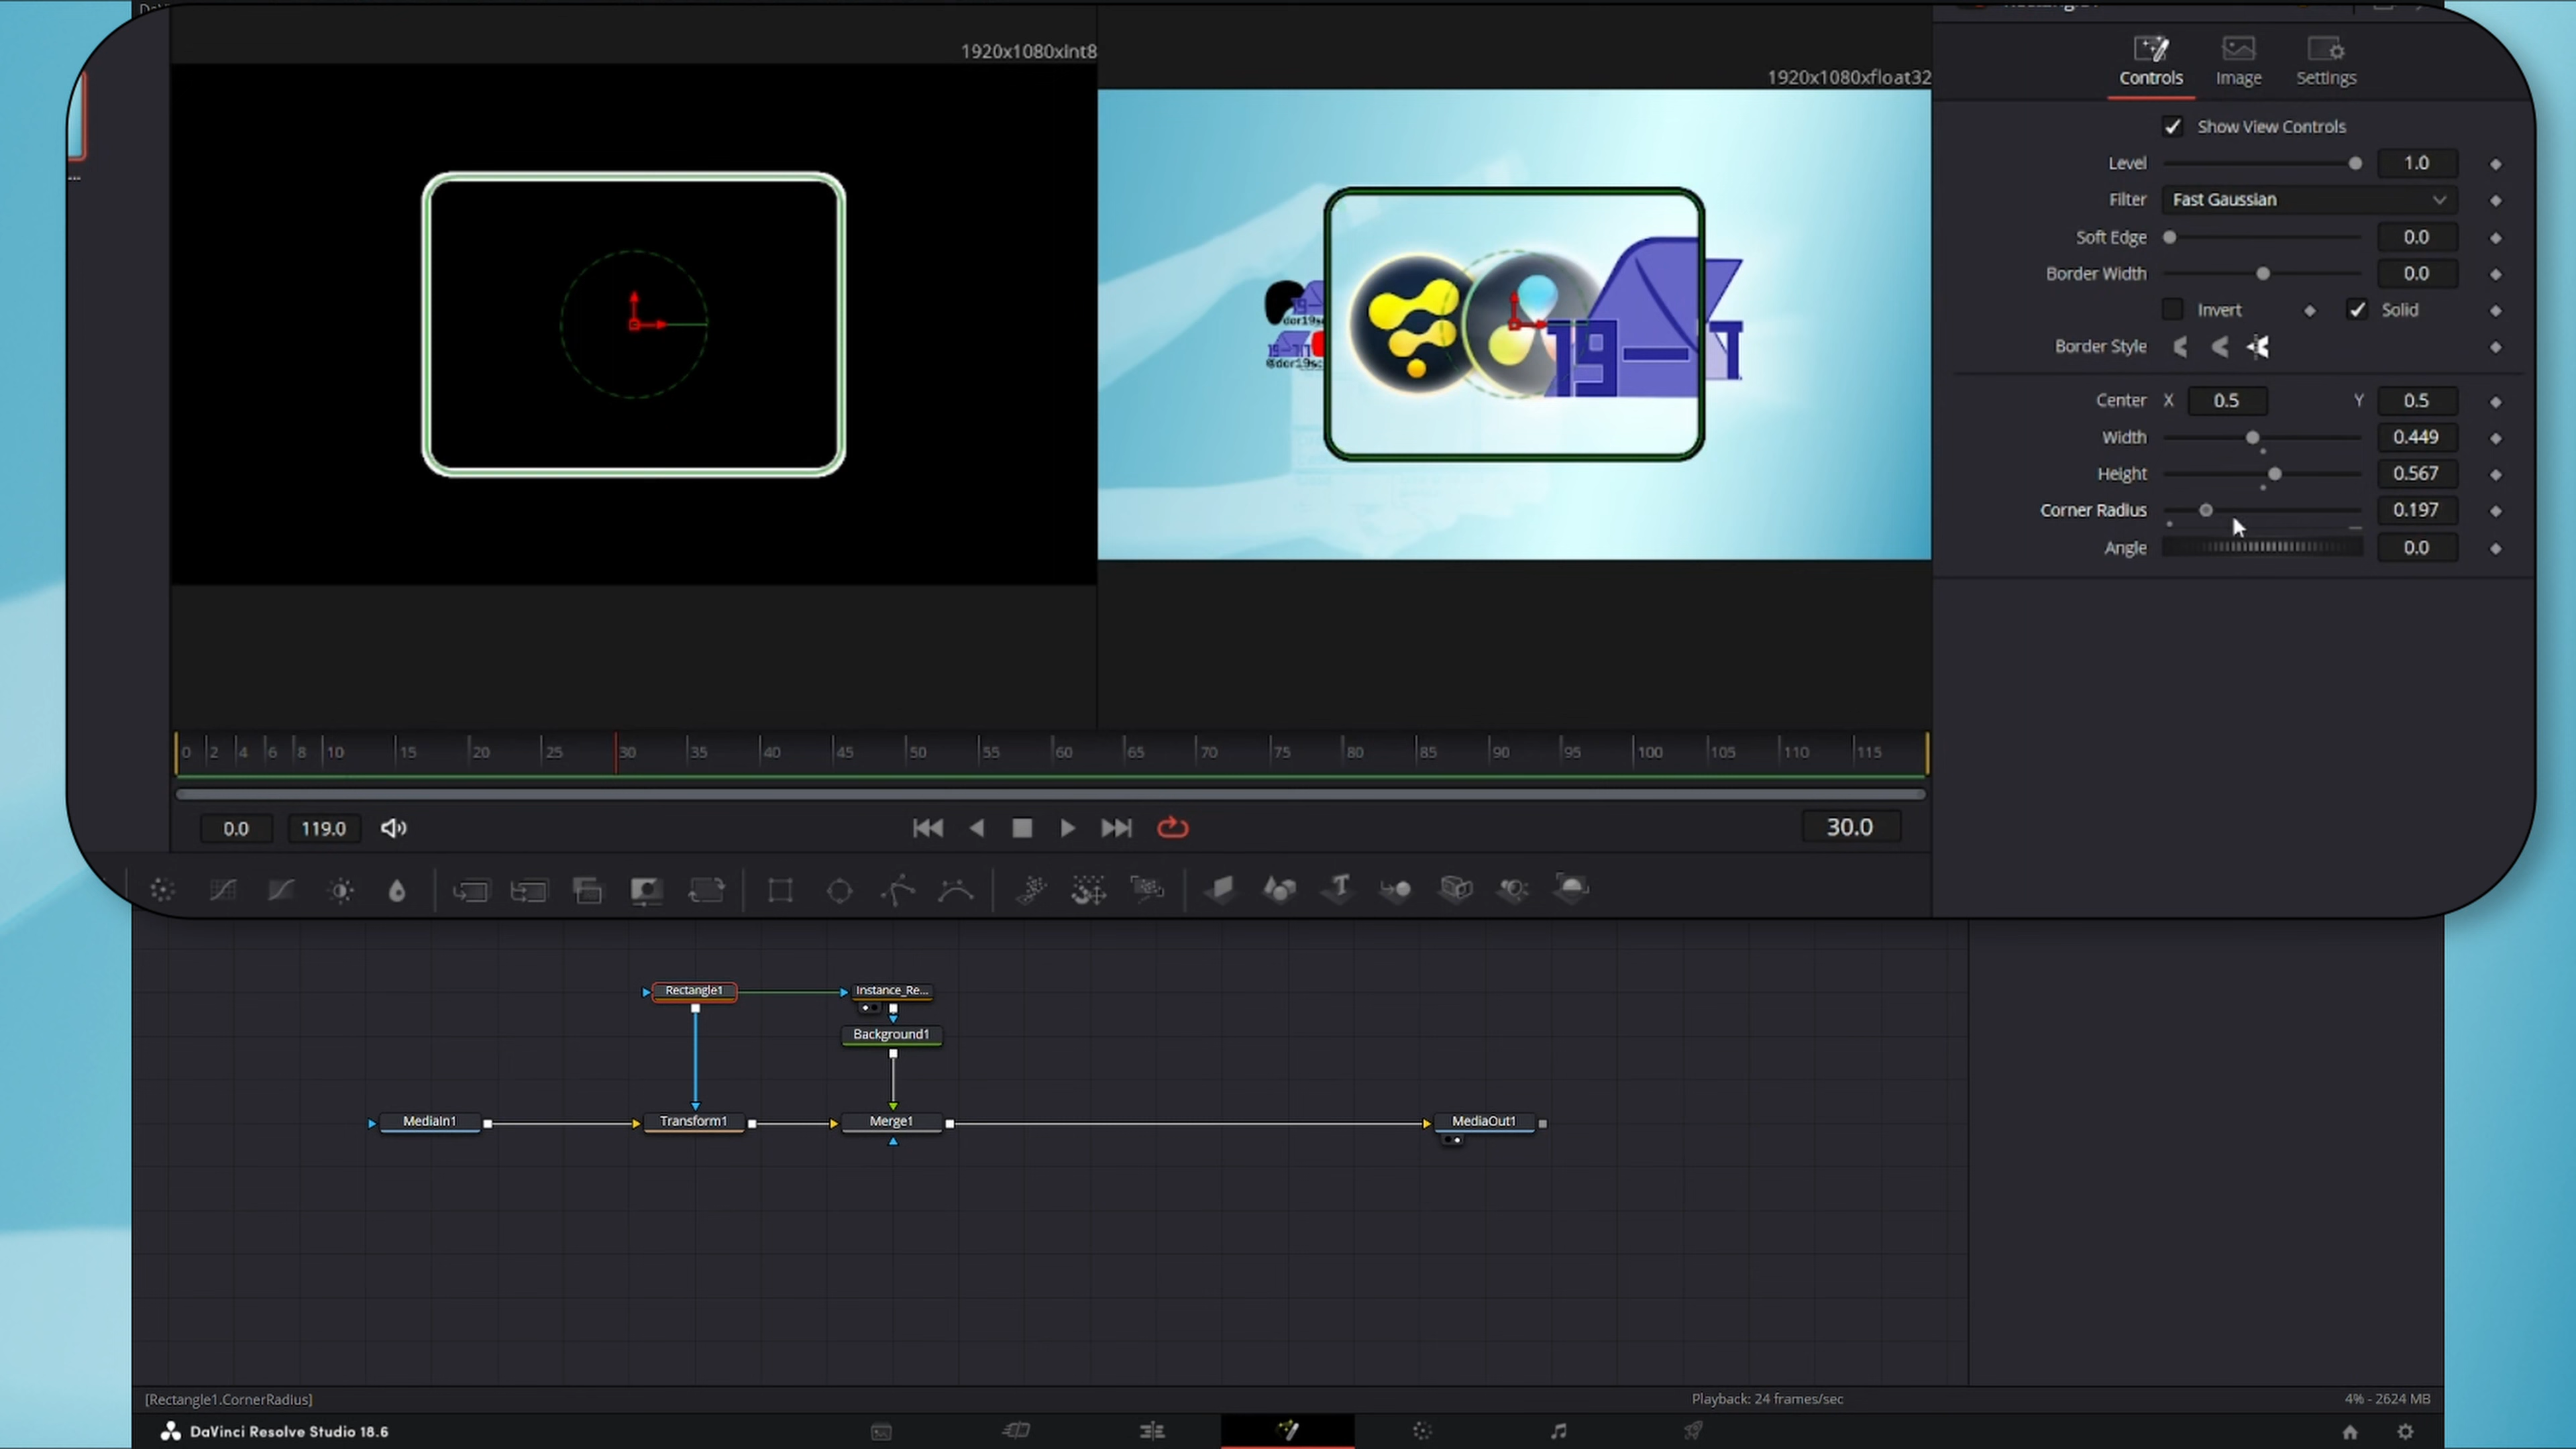 1920x1080xint8
1920x1080xfloat32
Controls
Image
Settings
Show View Controls
Level 1.0
Filter Fast Gaussian
Soft Edge 0.0
Border Width 0.0
Invert Solid
Border Style
Center X 0.5 Y 0.5
Width 0.449
Height 0.567
Corner Radius 0.197
Angle 0.0
...
19-
19-
0 2 4 6 8 10 15 20 25 30 35 40 45 50 55 60 65 70 75 80 85 90 95 100 105 110 115
0.0 119.0 30.0
Rectangle1
Instance_Re...
Background1
MediaIn1
Transform1
Merge1
MediaOut1
[Rectangle1.CornerRadius]
Playback: 24 frames/sec
4% - 2624 MB
DaVinci Resolve Studio 18.6